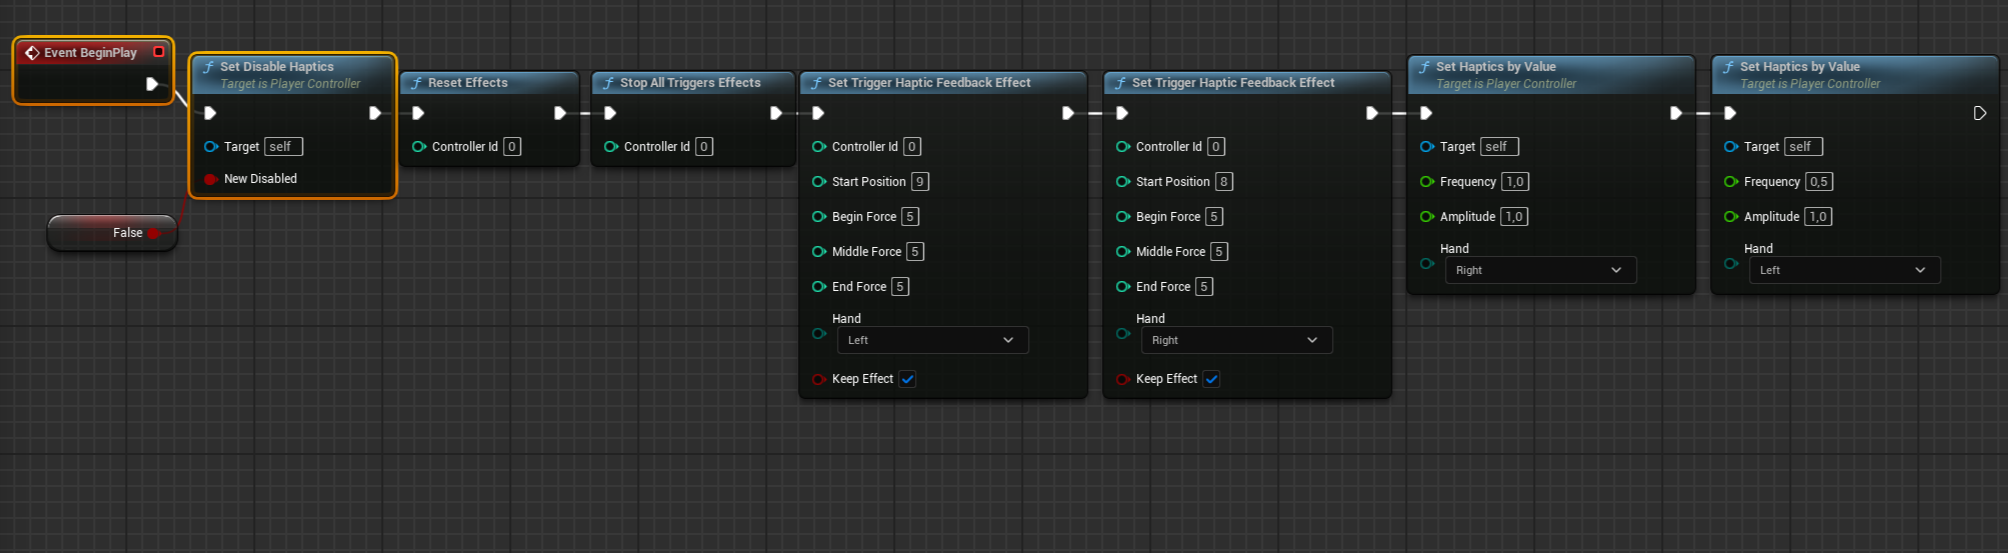 Event BeginPlay
False
Set Disable Haptics
Target is Player Controller
Target self
New Disabled
Reset Effects
Controller Id 0
Stop All Triggers Effects
Controller Id 0
Set Trigger Haptic Feedback Effect
Controller Id 0
Start Position 9
Begin Force 5
Middle Force 5
End Force 5
Hand
Left
Keep Effect
Set Trigger Haptic Feedback Effect
Controller Id 0
Start Position 8
Begin Force 5
Middle Force 5
End Force 5
Hand
Right
Keep Effect
Set Haptics by Value
Target is Player Controller
Target self
Frequency 1,0
Amplitude 1,0
Hand
Right
Set Haptics by Value
Target is Player Controller
Target self
Frequency 0,5
Amplitude 1,0
Hand
Left